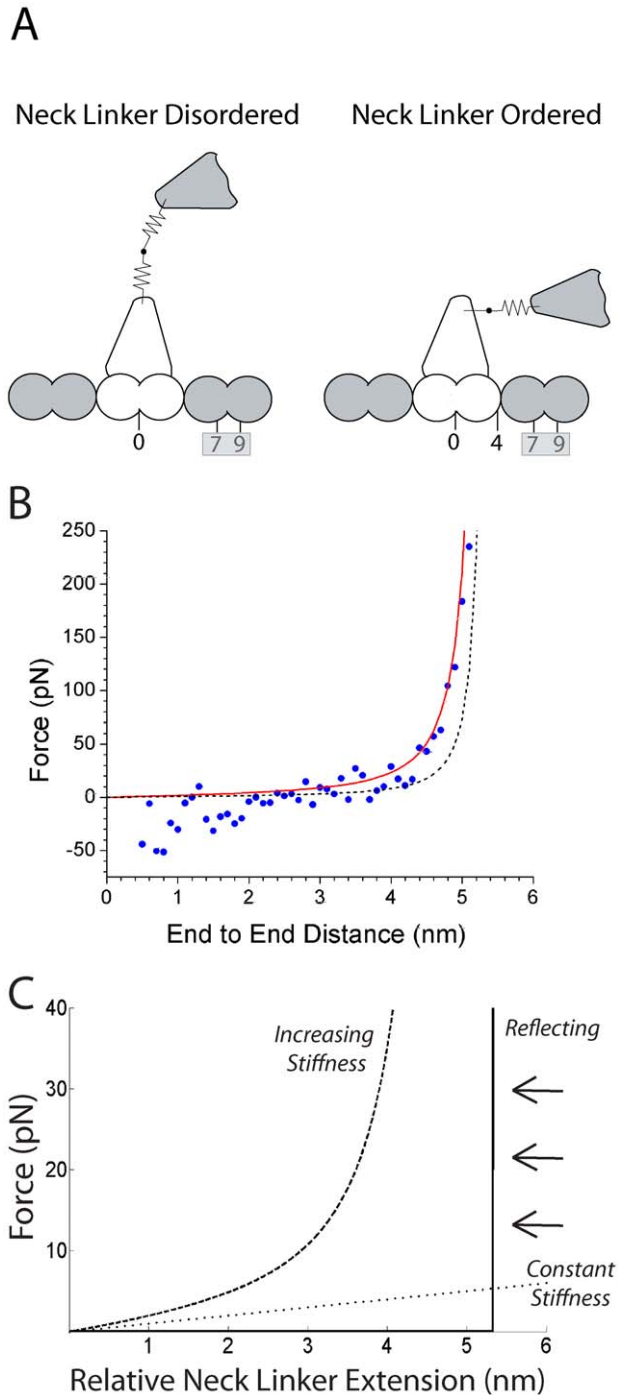 A
Neck Linker Disordered
Neck Linker Ordered
0
7 9
0 4
7 9
B
250
200
150
100
50
0
-50
Force (pN)
0 1 2 3 4 5 6
End to End Distance (nm)
C
40
30
20
10
Force (pN)
Increasing
Stiffness
Reflecting
Constant
Stiffness
1 2 3 4 5 6
Relative Neck Linker Extension (nm)